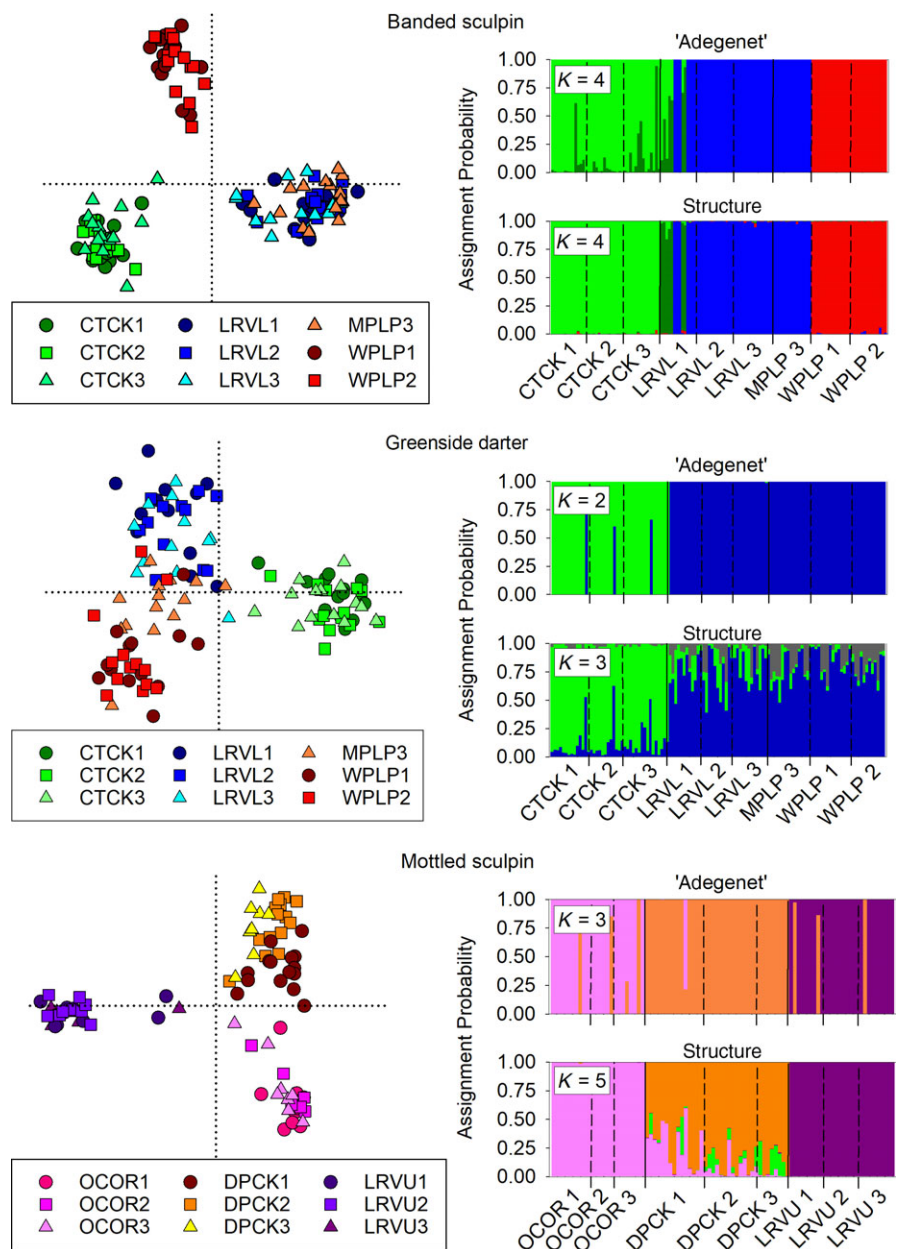 Banded sculpin
'Adegenet'
Assignment Probability
1.00
0.75
0.50
0.25
0.00
K = 4
Structure
1.00
0.75
0.50
0.25
0.00
K = 4
CTCK 1 CTCK 2 CTCK 3 LRVL 1 LRVL 2 LRVL 3 MPLP 3 WPLP 1 WPLP 2
CTCK1 LRVL1 MPLP3
CTCK2 LRVL2 WPLP1
CTCK3 LRVL3 WPLP2
Greenside darter
'Adegenet'
Assignment Probability
1.00
0.75
0.50
0.25
0.00
K = 2
Structure
1.00
0.75
0.50
0.25
0.00
K = 3
CTCK 1 CTCK 2 CTCK 3 LRVL 1 LRVL 2 LRVL 3 MPLP 3 WPLP 1 WPLP 2
CTCK1 LRVL1 MPLP3
CTCK2 LRVL2 WPLP1
CTCK3 LRVL3 WPLP2
Mottled sculpin
'Adegenet'
Assignment Probability
1.00
0.75
0.50
0.25
0.00
K = 3
Structure
1.00
0.75
0.50
0.25
0.00
K = 5
OCOR 1 OCOR 2 OCOR 3 DPCK 1 DPCK 2 DPCK 3 LRVU 1 LRVU 2 LRVU 3
OCOR1 DPCK1 LRVU1
OCOR2 DPCK2 LRVU2
OCOR3 DPCK3 LRVU3